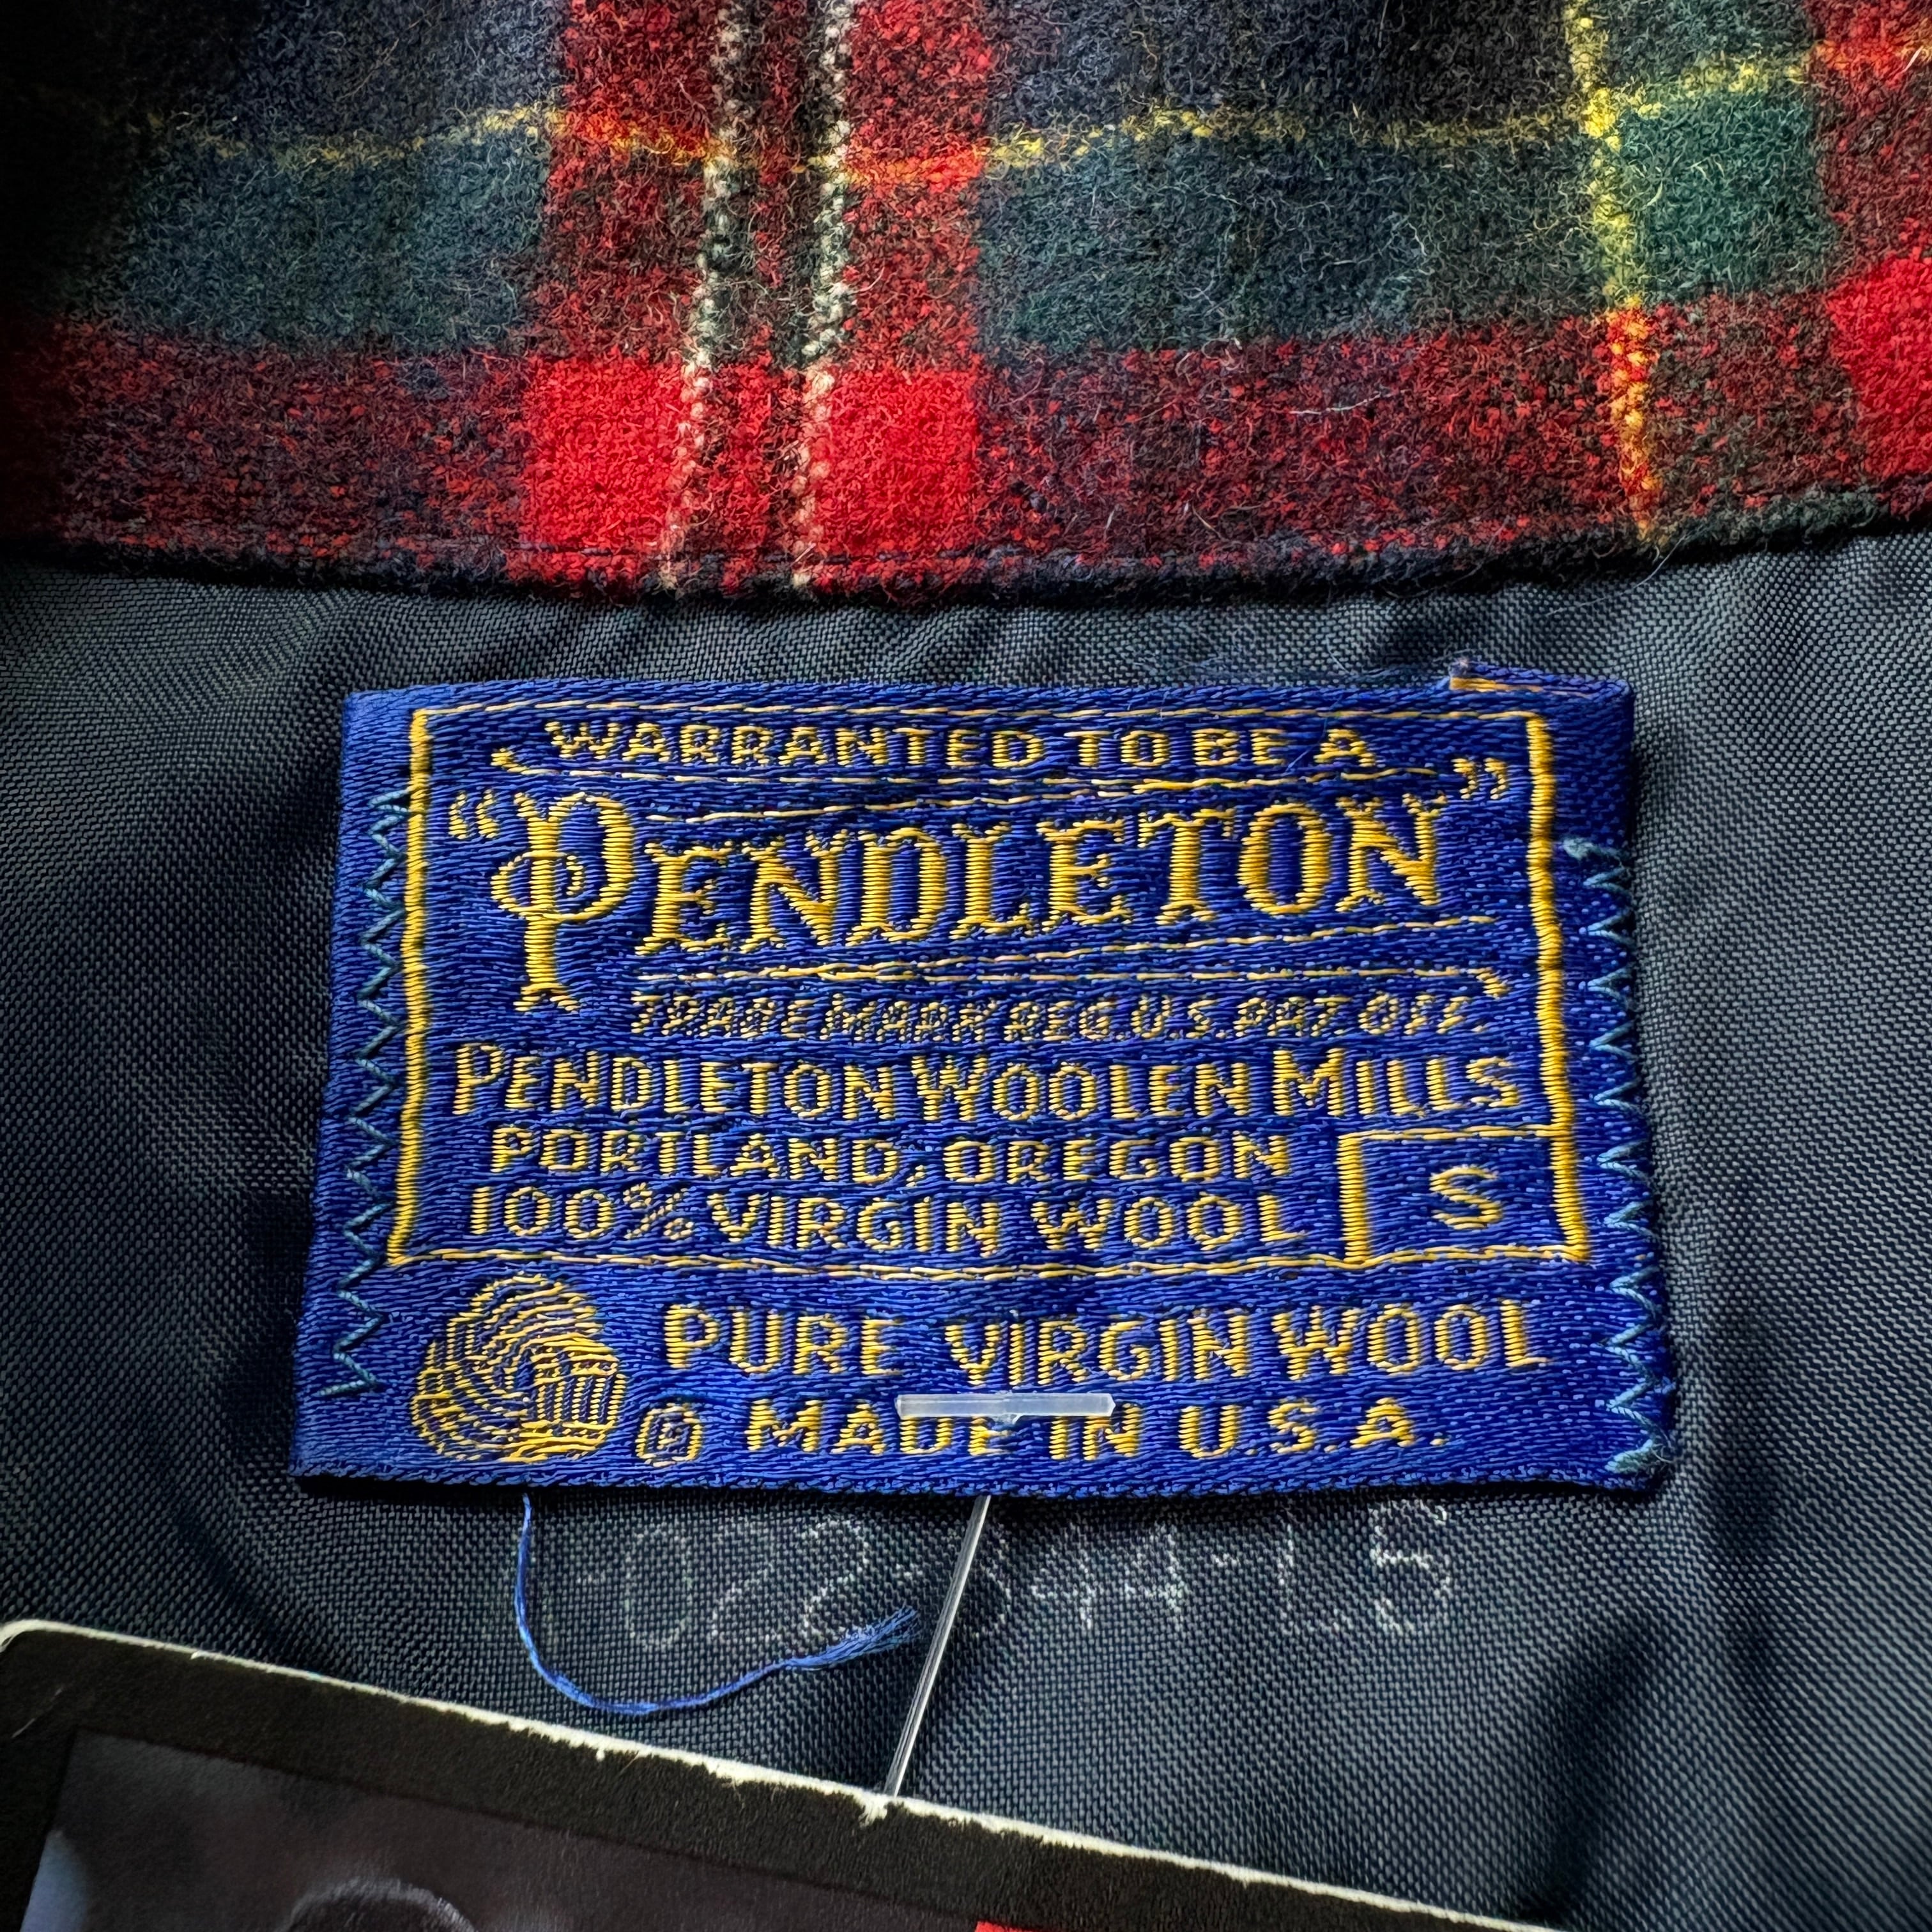 WARRANTED TO BE A
"PENDLETON"
TRADE MARK REG. U.S. PAT. OFF.
PENDLETON WOOLEN MILLS
PORTLAND, OREGON
100% VIRGIN WOOL
S
PURE VIRGIN WOOL
® MADE IN U.S.A.